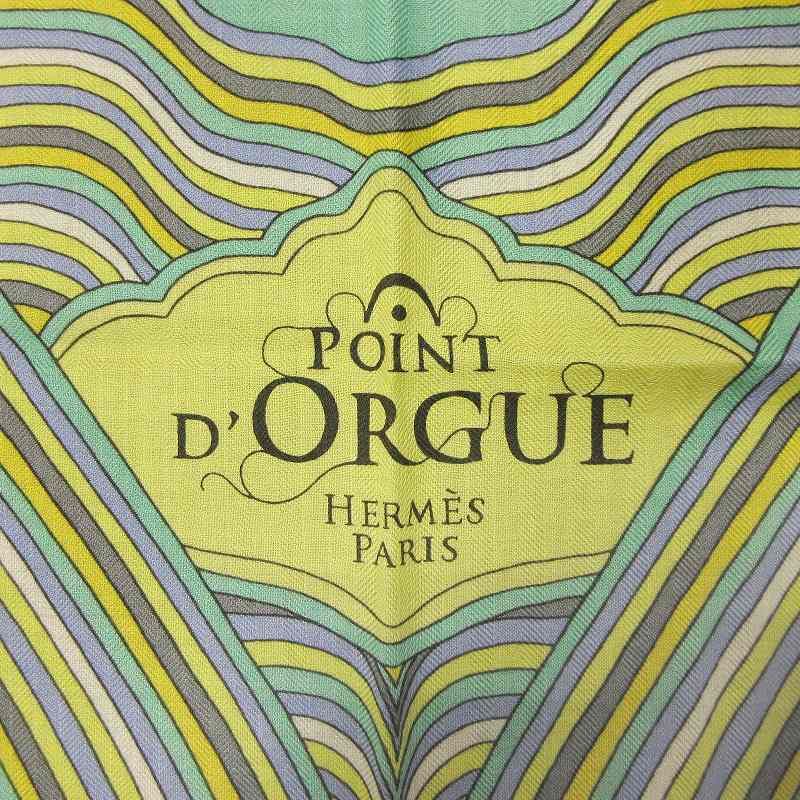 POINT
D'ORGUE
HERMÈS
PARIS